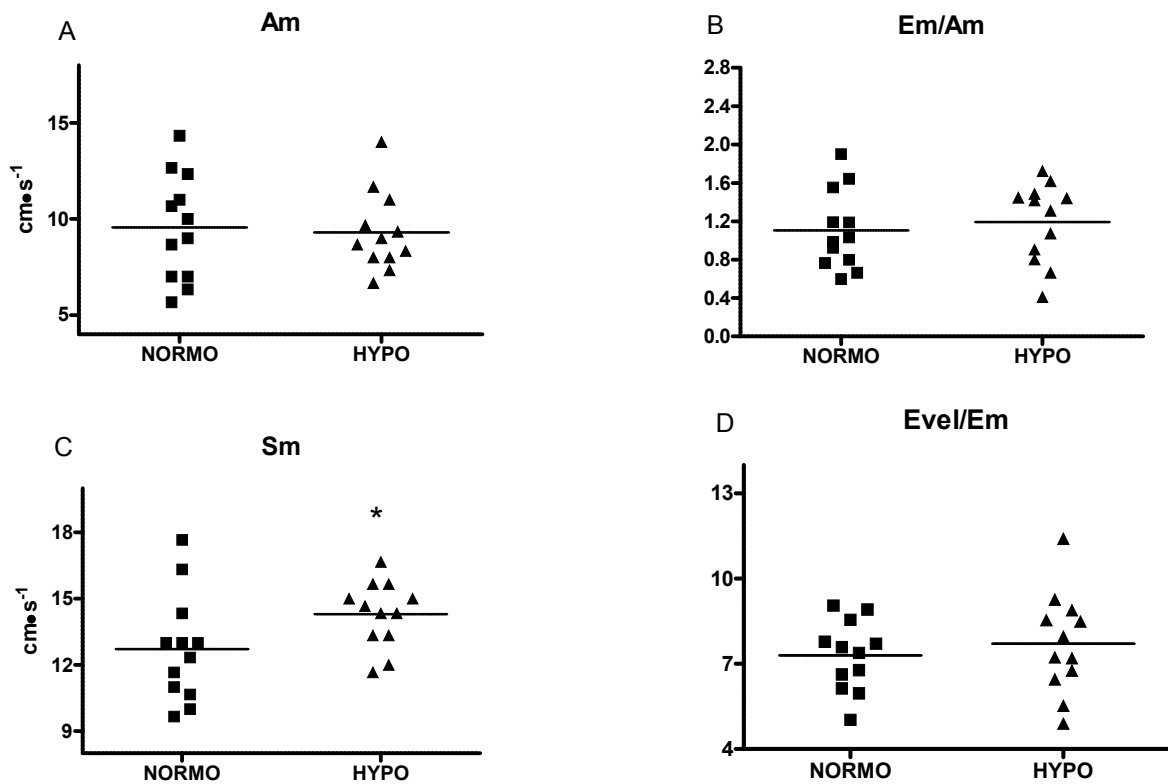 A
Am
cm•s-1
15
10
5
NORMO HYPO
B
Em/Am
2.8
2.4
2.0
1.6
1.2
0.8
0.4
0.0
NORMO HYPO
C
Sm
cm•s-1
18
15
12
9
*
NORMO HYPO
D
Evel/Em
13
10
7
4
NORMO HYPO